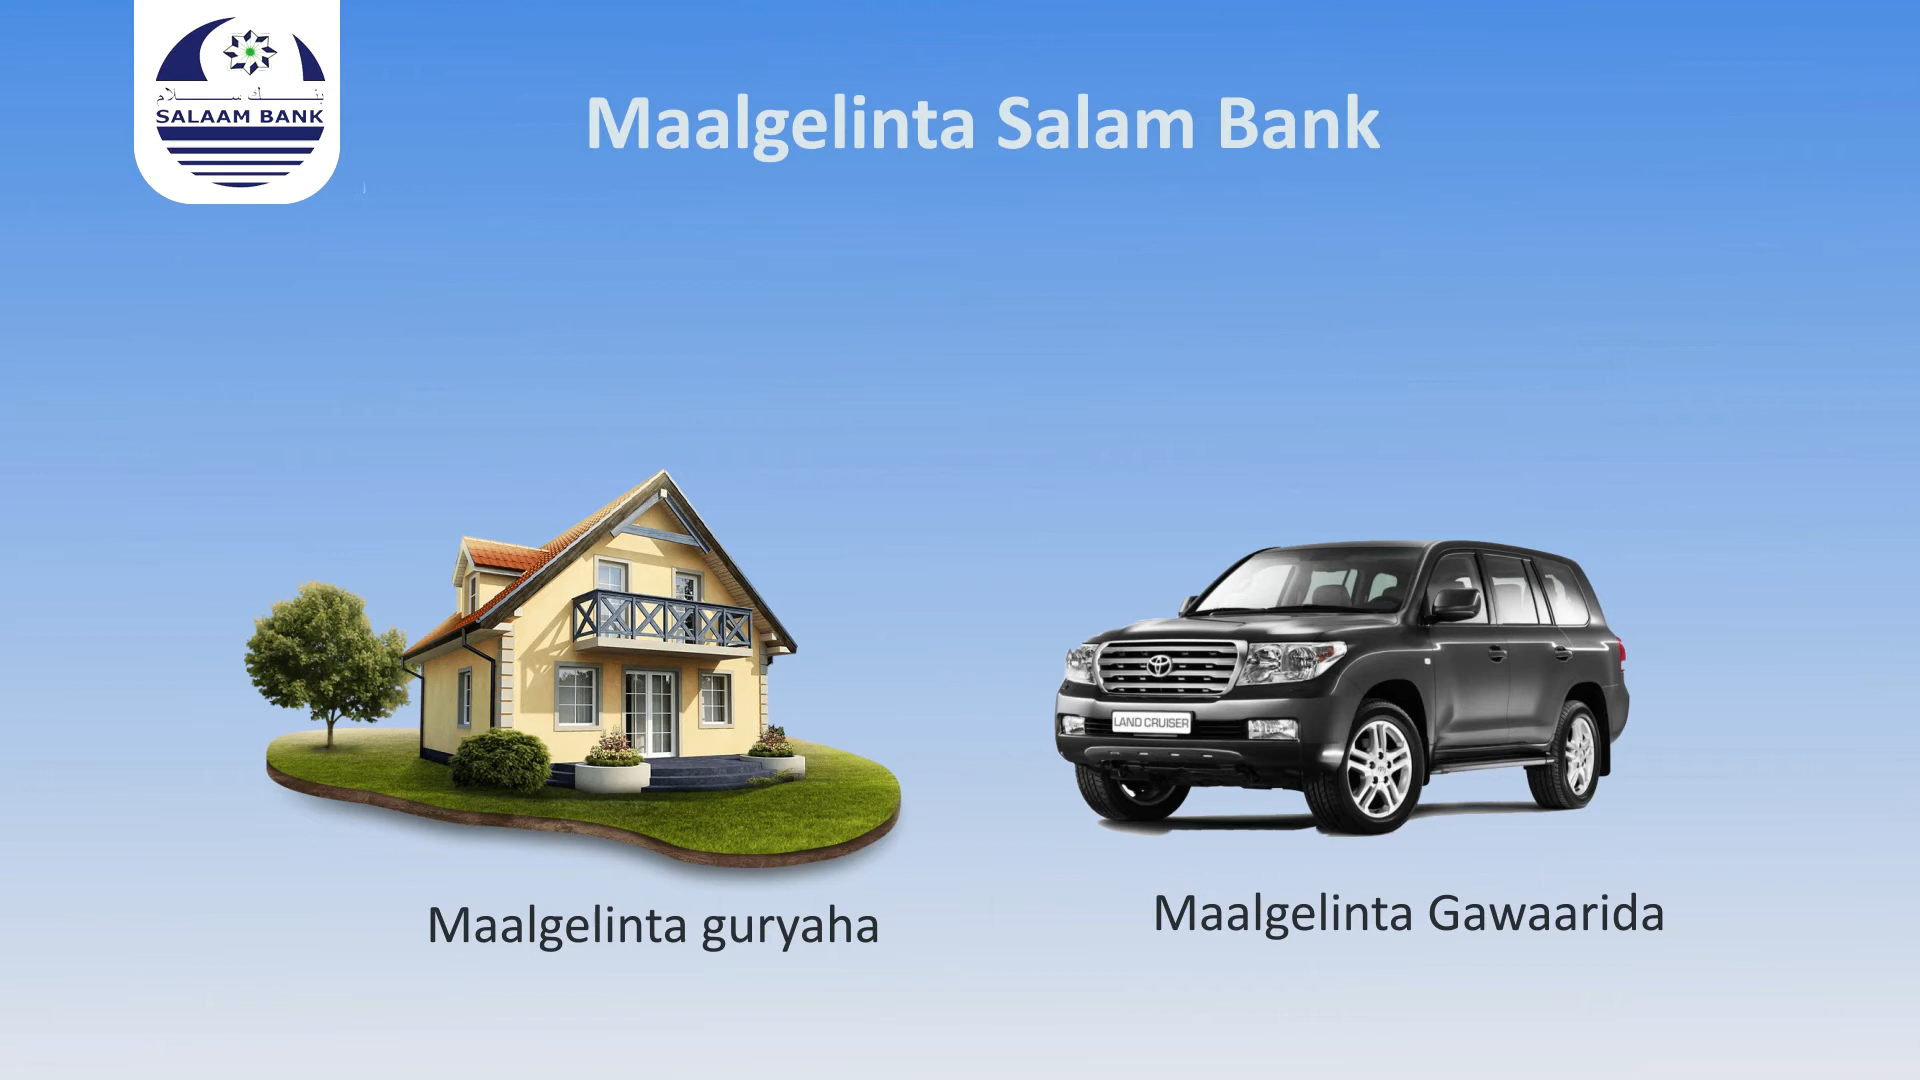 بنك سلام
SALAAM BANK
Maalgelinta Salam Bank
LAND CRUISER
Maalgelinta guryaha
Maalgelinta Gawaarida